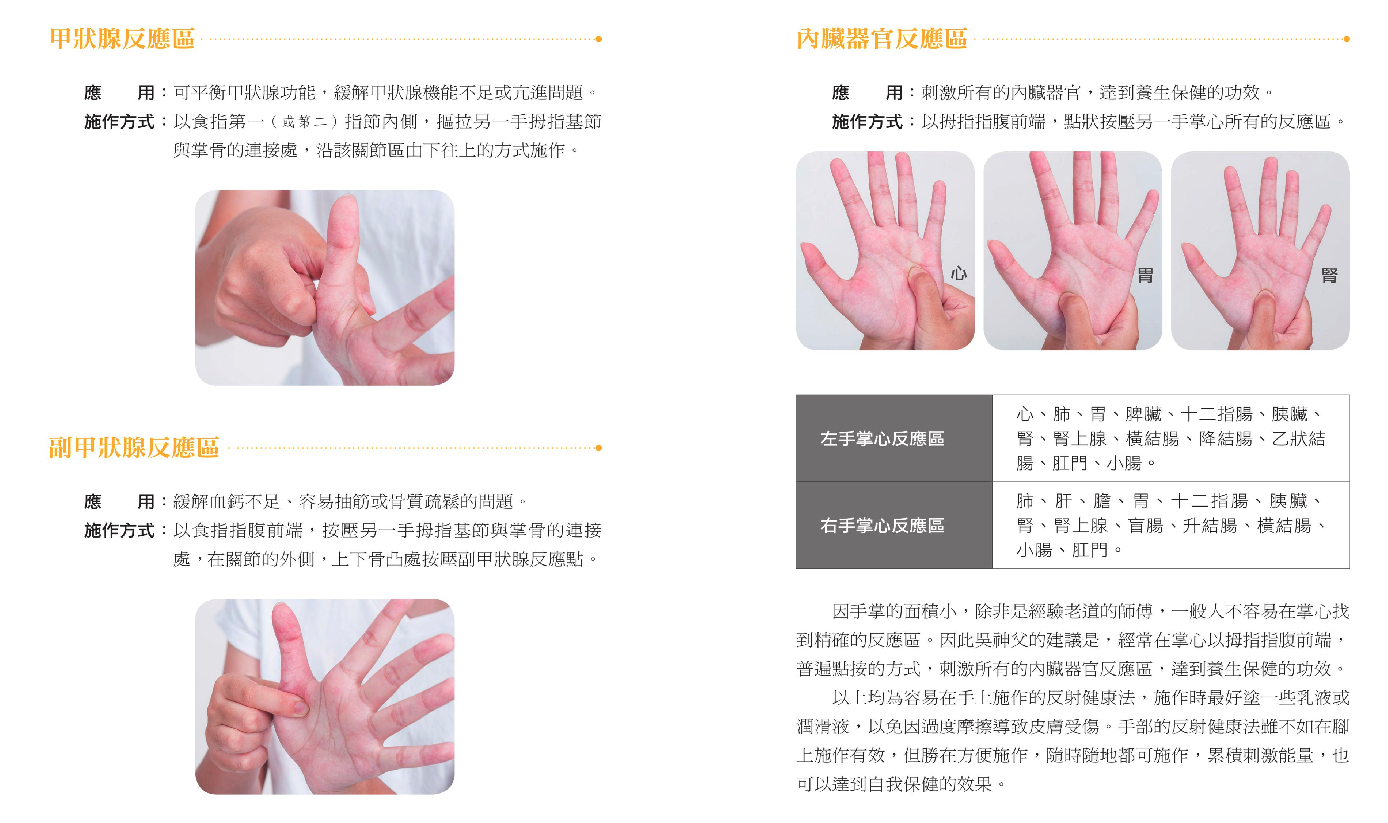 甲狀腺反應區
應　　用：可平衡甲狀腺功能，緩解甲狀腺機能不足或亢進問題。
施作方式：以食指第一（或第二）指節內側，摳拉另一手拇指基節
與掌骨的連接處，沿該關節區由下往上的方式施作。
副甲狀腺反應區
應　　用：緩解血鈣不足、容易抽筋或骨質疏鬆的問題。
施作方式：以食指指腹前端，按壓另一手拇指基節與掌骨的連接
處，在關節的外側，上下骨凸處按壓副甲狀腺反應點。
內臟器官反應區
應　　用：刺激所有的內臟器官，達到養生保健的功效。
施作方式：以拇指指腹前端，點狀按壓另一手掌心所有的反應區。
心
胃
腎
左手掌心反應區
心、肺、胃、脾臟、十二指腸、胰臟、
腎、腎上腺、橫結腸、降結腸、乙狀結
腸、肛門、小腸。
右手掌心反應區
肺、肝、膽、胃、十二指腸、胰臟、
腎、腎上腺、盲腸、升結腸、橫結腸、
小腸、肛門。
因手掌的面積小，除非是經驗老道的師傅，一般人不容易在掌心找
到精確的反應區。因此吳神父的建議是，經常在掌心以拇指指腹前端，
普遍點按的方式，刺激所有的內臟器官反應區，達到養生保健的功效。
以上均為容易在手上施作的反射健康法，施作時最好塗一些乳液或
潤滑液，以免因過度摩擦導致皮膚受傷。手部的反射健康法雖不如在腳
上施作有效，但勝在方便施作，隨時隨地都可施作，累積刺激能量，也
可以達到自我保健的效果。